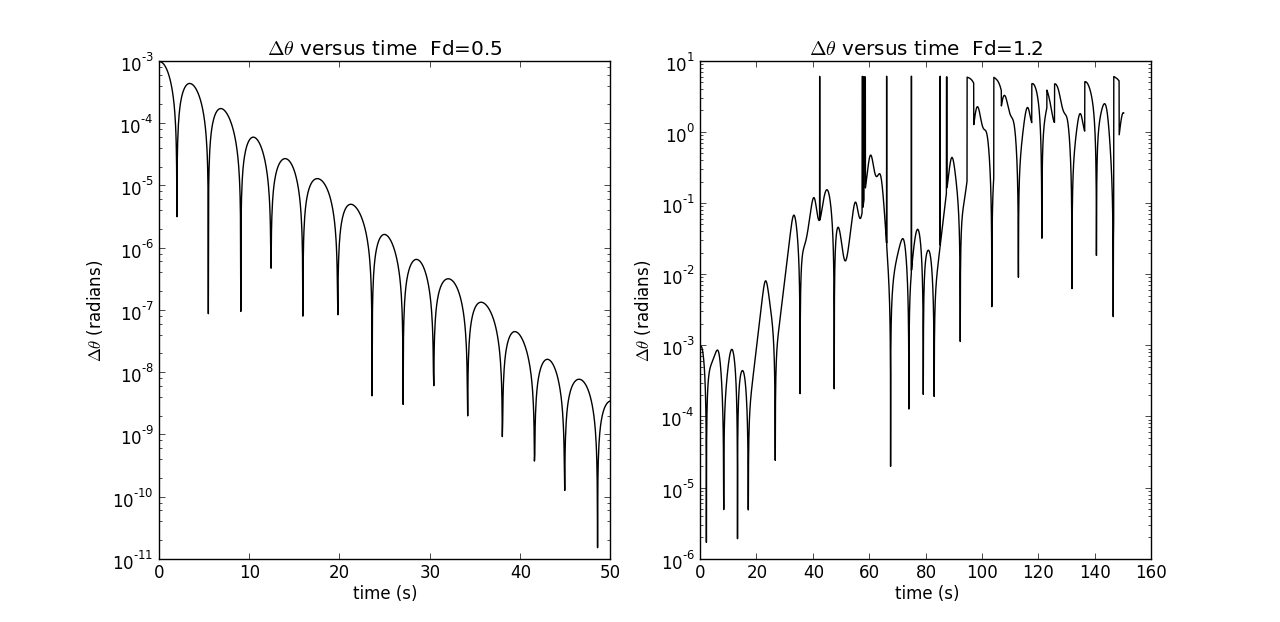 Δθ versus time Fd=0.5
Δθ (radians)
10^-3
10^-4
10^-5
10^-6
10^-7
10^-8
10^-9
10^-10
10^-11
0 10 20 30 40 50
time (s)
Δθ versus time Fd=1.2
Δθ (radians)
10^1
10^0
10^-1
10^-2
10^-3
10^-4
10^-5
10^-6
0 20 40 60 80 100 120 140 160
time (s)